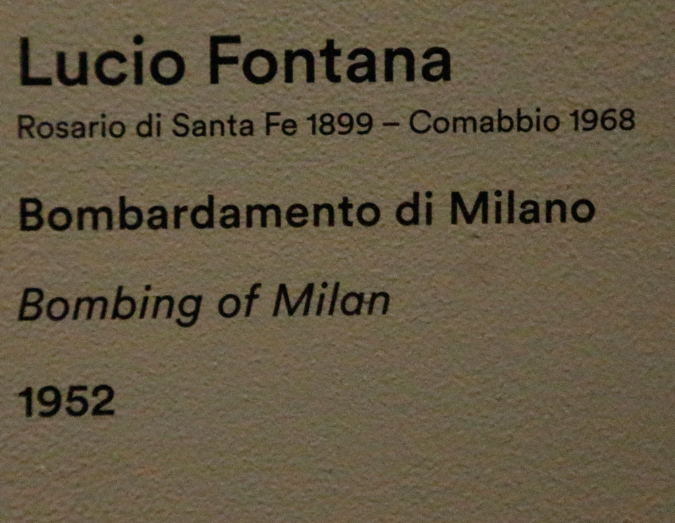 Lucio Fontana
Rosario di Santa Fe 1899 – Comabbio 1968
Bombardamento di Milano
Bombing of Milan
1952